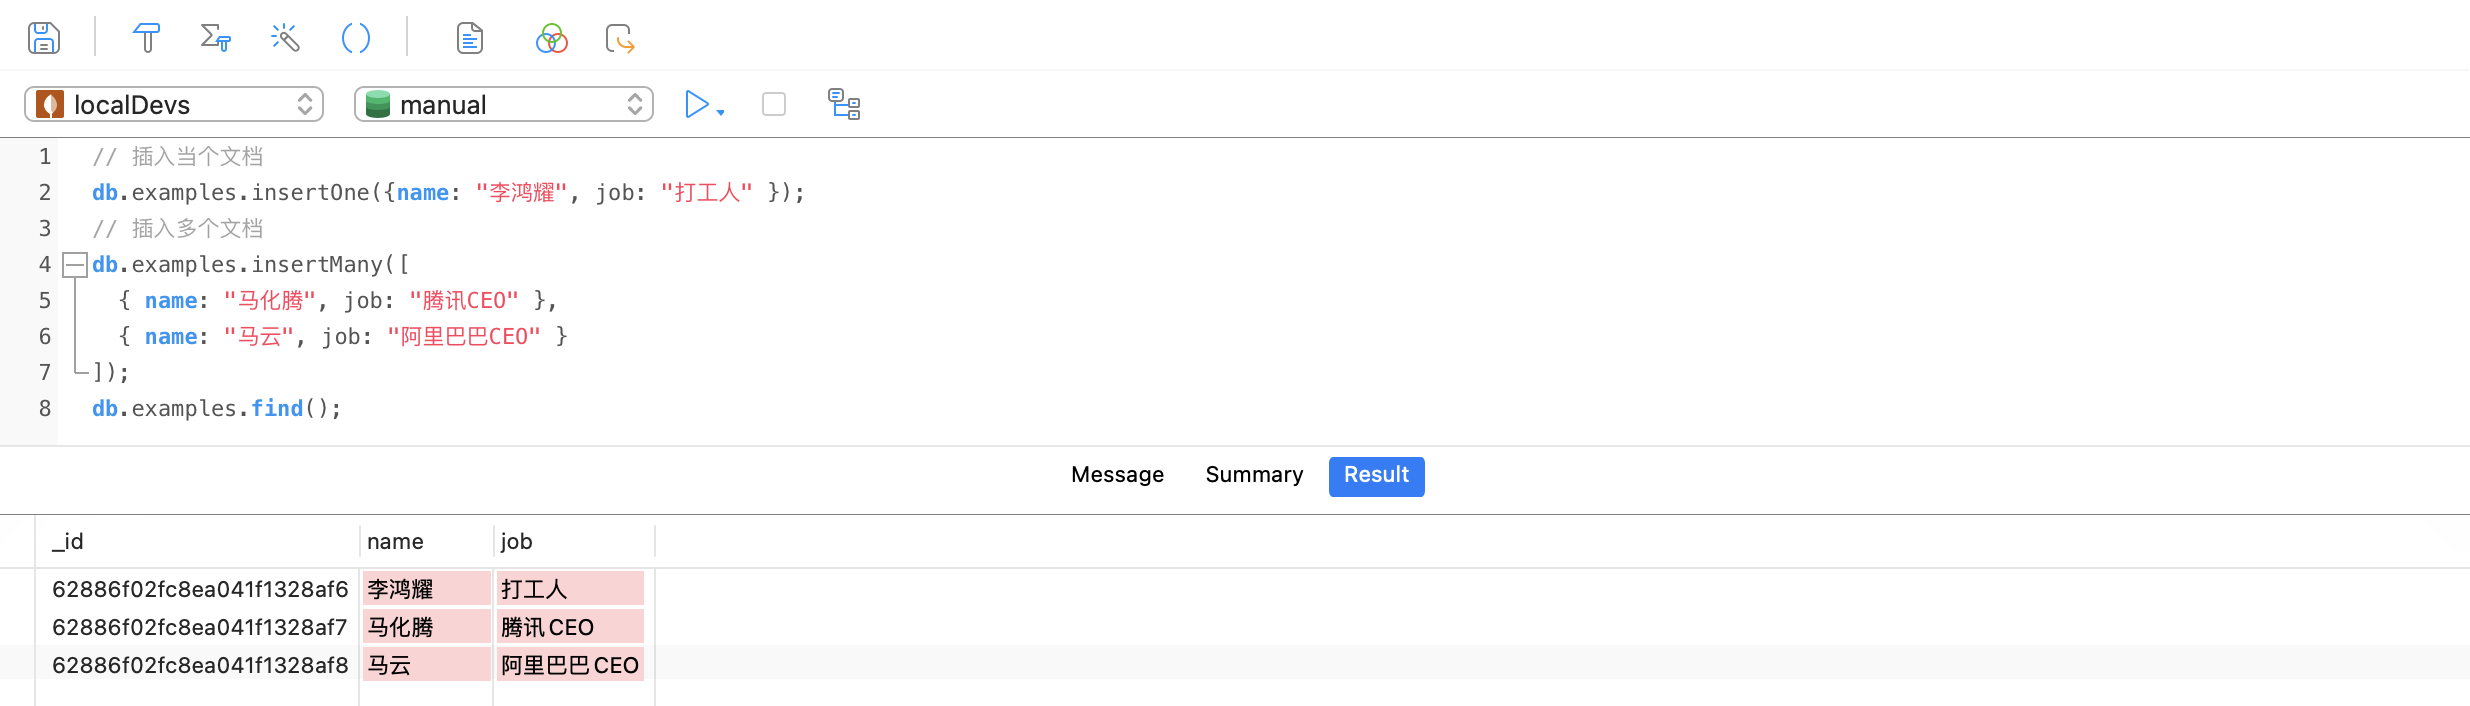 localDevs manual
1 // 插入当个文档
2 db.examples.insertOne({name: "李鸿耀", job: "打工人" });
3 // 插入多个文档
4 db.examples.insertMany([
5 { name: "马化腾", job: "腾讯CEO" },
6 { name: "马云", job: "阿里巴巴CEO" }
7 ]);
8 db.examples.find();
Message Summary Result
_id name job
62886f02fc8ea041f1328af6 李鸿耀 打工人
62886f02fc8ea041f1328af7 马化腾 腾讯CEO
62886f02fc8ea041f1328af8 马云 阿里巴巴CEO